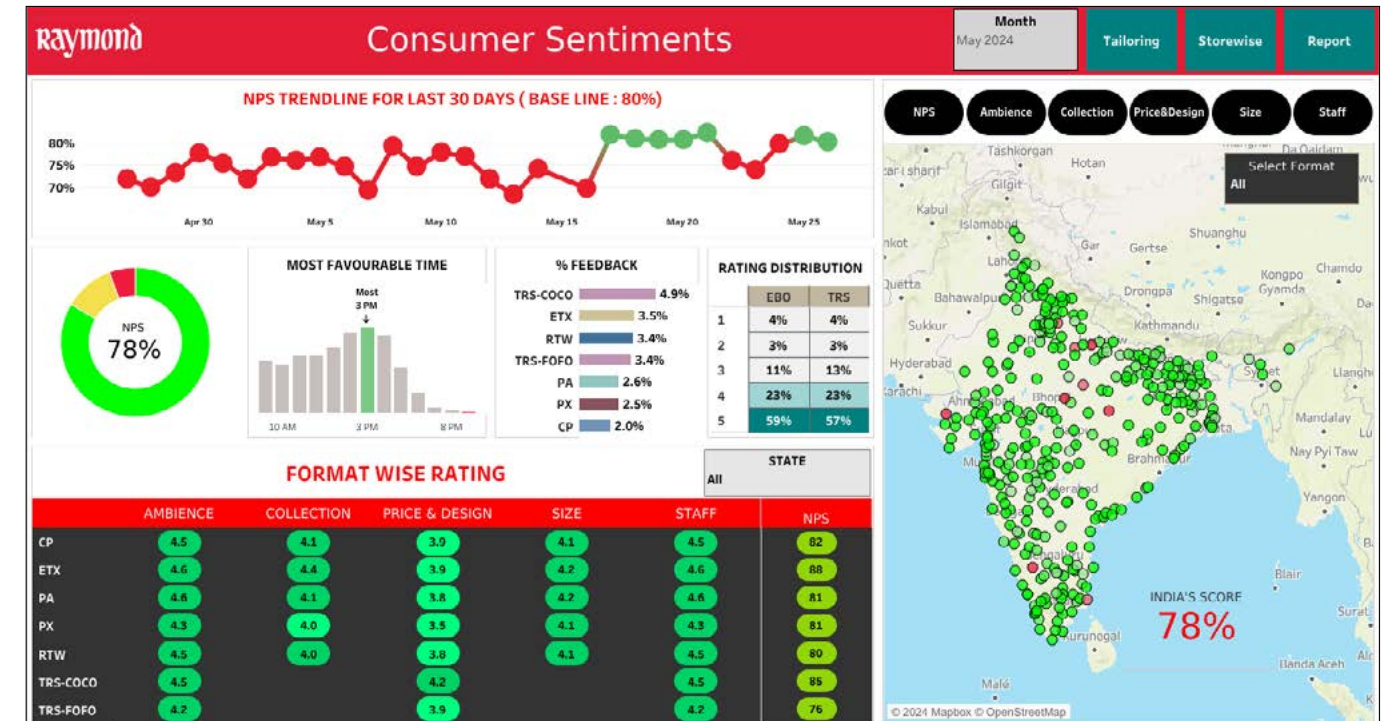 Raymond
Consumer Sentiments
Month
May 2024
Tailoring
Storewise
Report
NPS TRENDLINE FOR LAST 30 DAYS ( BASE LINE : 80%)
80%
75%
70%
Apr 30 May 5 May 10 May 15 May 20 May 25
NPS
78%
MOST FAVOURABLE TIME
Most
3 PM
10 AM 3 PM 8 PM
% FEEDBACK
TRS-COCO 4.9%
ETX 3.5%
RTW 3.4%
TRS-FOFO 3.4%
PA 2.6%
PX 2.5%
CP 2.0%
RATING DISTRIBUTION
EBO TRS
1 4% 4%
2 3% 3%
3 11% 13%
4 23% 23%
5 59% 57%
FORMAT WISE RATING
STATE
All
AMBIENCE COLLECTION PRICE & DESIGN SIZE STAFF NPS
CP 4.5 4.1 3.9 4.1 4.5 82
ETX 4.6 4.4 3.9 4.2 4.6 88
PA 4.6 4.1 3.8 4.2 4.6 81
PX 4.3 4.0 3.5 4.1 4.3 81
RTW 4.5 4.0 3.8 4.1 4.5 80
TRS-COCO 4.5 4.2 4.5 85
TRS-FOFO 4.2 3.9 4.2 76
NPS Ambience Collection Price&Design Size Staff
Select Format
All
Tashkorgan
Hotan
Gilgit
Kabul
Islamabad
Shuanghu
Gar
Gertse
Kongpo
Gyamda
Chamdo
Drongpa
Shigatse
Sukkur
Kathmandu
Hyderabad
Mandalay
Nay Pyi Taw
Yangon
Blair
INDIA'S SCORE
78%
Banda Aceh
Malé
© 2024 Mapbox © OpenStreetMap